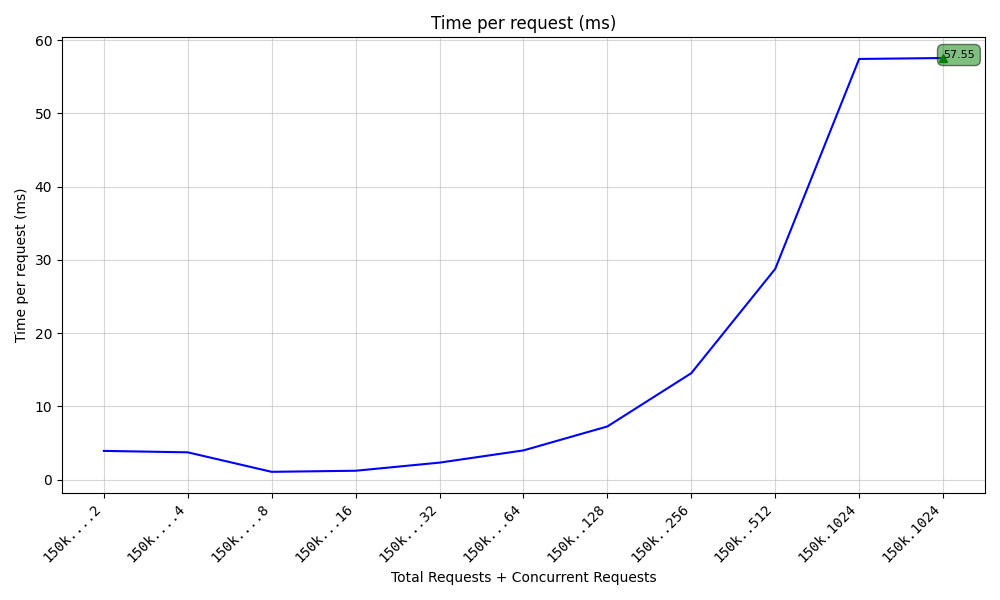 Time per request (ms)
60
50
40
30
20
10
0
Time per request (ms)
57.55
150k....2
150k....4
150k....8
150k...16
150k...32
150k...64
150k..128
150k..256
150k..512
150k.1024
150k.1024
Total Requests + Concurrent Requests